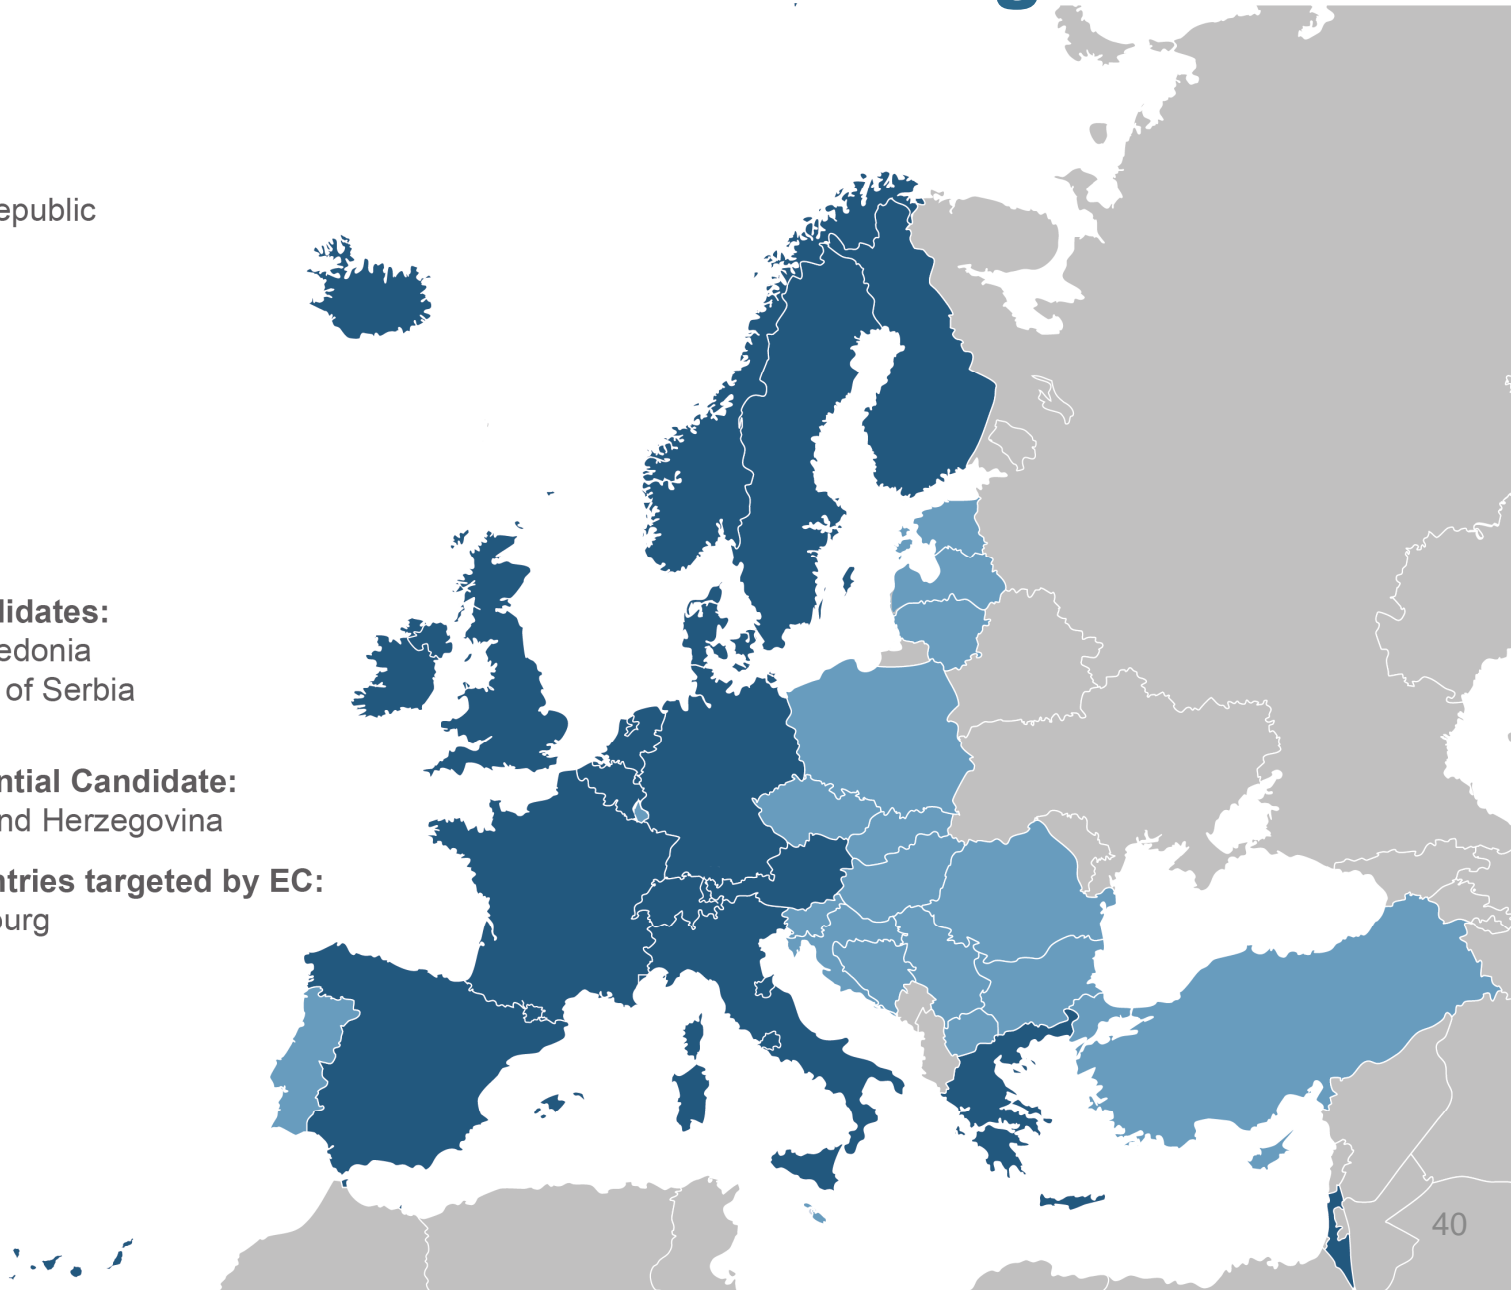 epublic
lidates:
edonia
of Serbia
ntial Candidate:
nd Herzegovina
ntries targeted by EC:
ourg
40